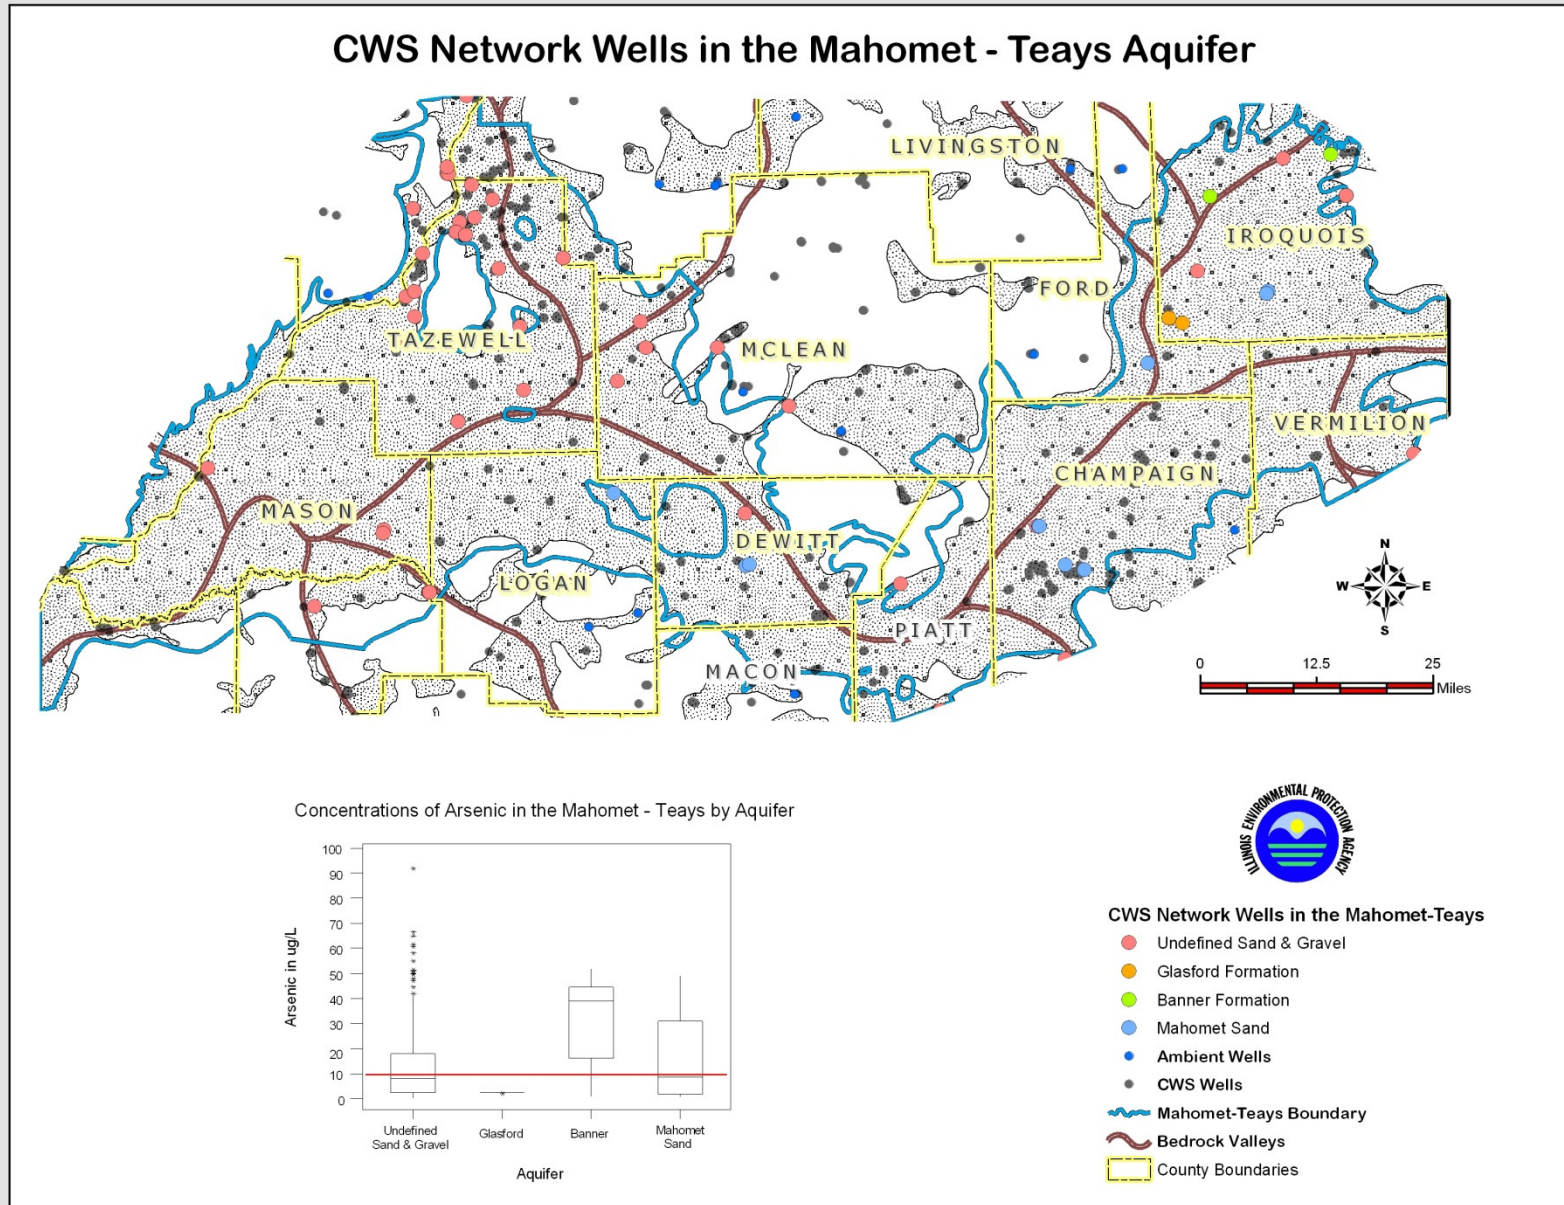 CWS Network Wells in the Mahomet - Teays Aquifer
LIVINGSTON
IROQUOIS
FORD
TAZEWELL
MCLEAN
VERMILION
CHAMPAIGN
MASON
DEWITT
LOGAN
PIATT
MACON
N
W E
S
0 12.5 25
Miles
Concentrations of Arsenic in the Mahomet - Teays by Aquifer
100
90
80
70
60
50
40
30
20
10
0
Arsenic in ug/L
Undefined
Sand & Gravel
Glasford
Banner
Mahomet
Sand
Aquifer
ILLINOIS ENVIRONMENTAL PROTECTION AGENCY
CWS Network Wells in the Mahomet-Teays
Undefined Sand & Gravel
Glasford Formation
Banner Formation
Mahomet Sand
Ambient Wells
CWS Wells
Mahomet-Teays Boundary
Bedrock Valleys
County Boundaries